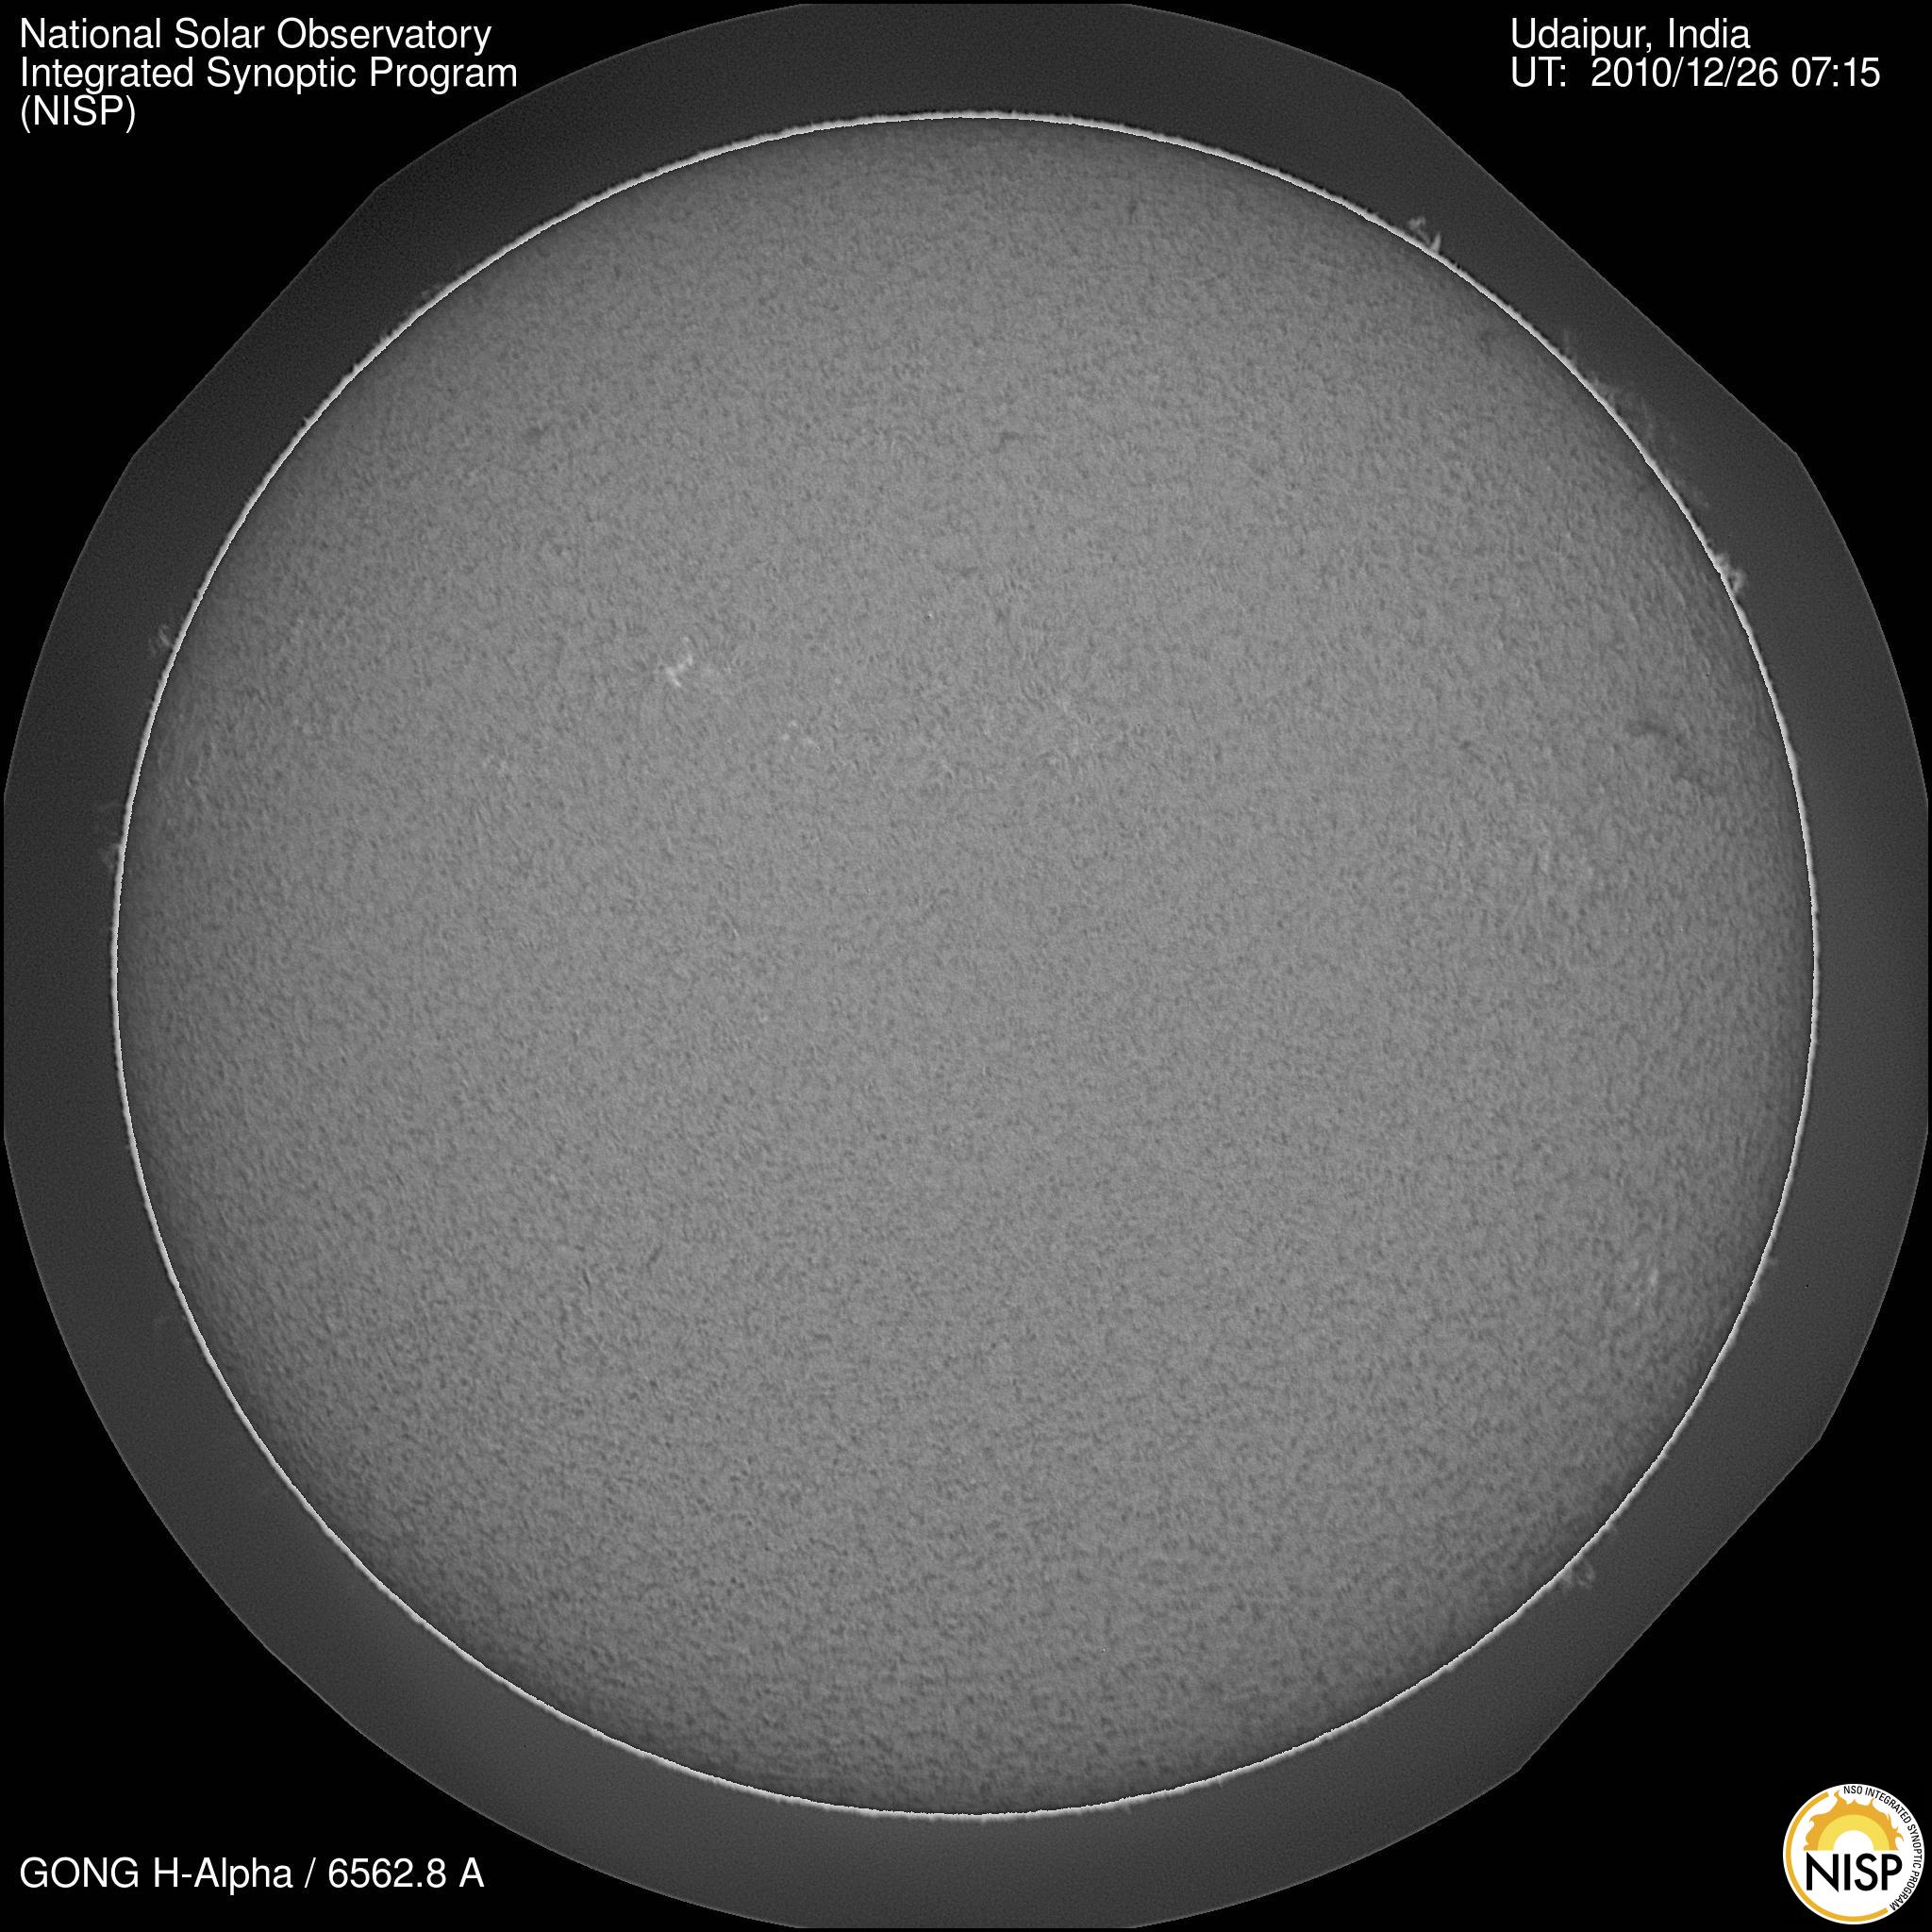 National Solar Observatory
Integrated Synoptic Program
(NISP)
Udaipur, India
UT: 2010/12/26 07:15
GONG H-Alpha / 6562.8 A
NSO INTEGRATED SYNOPTIC PROGRAM
NISP